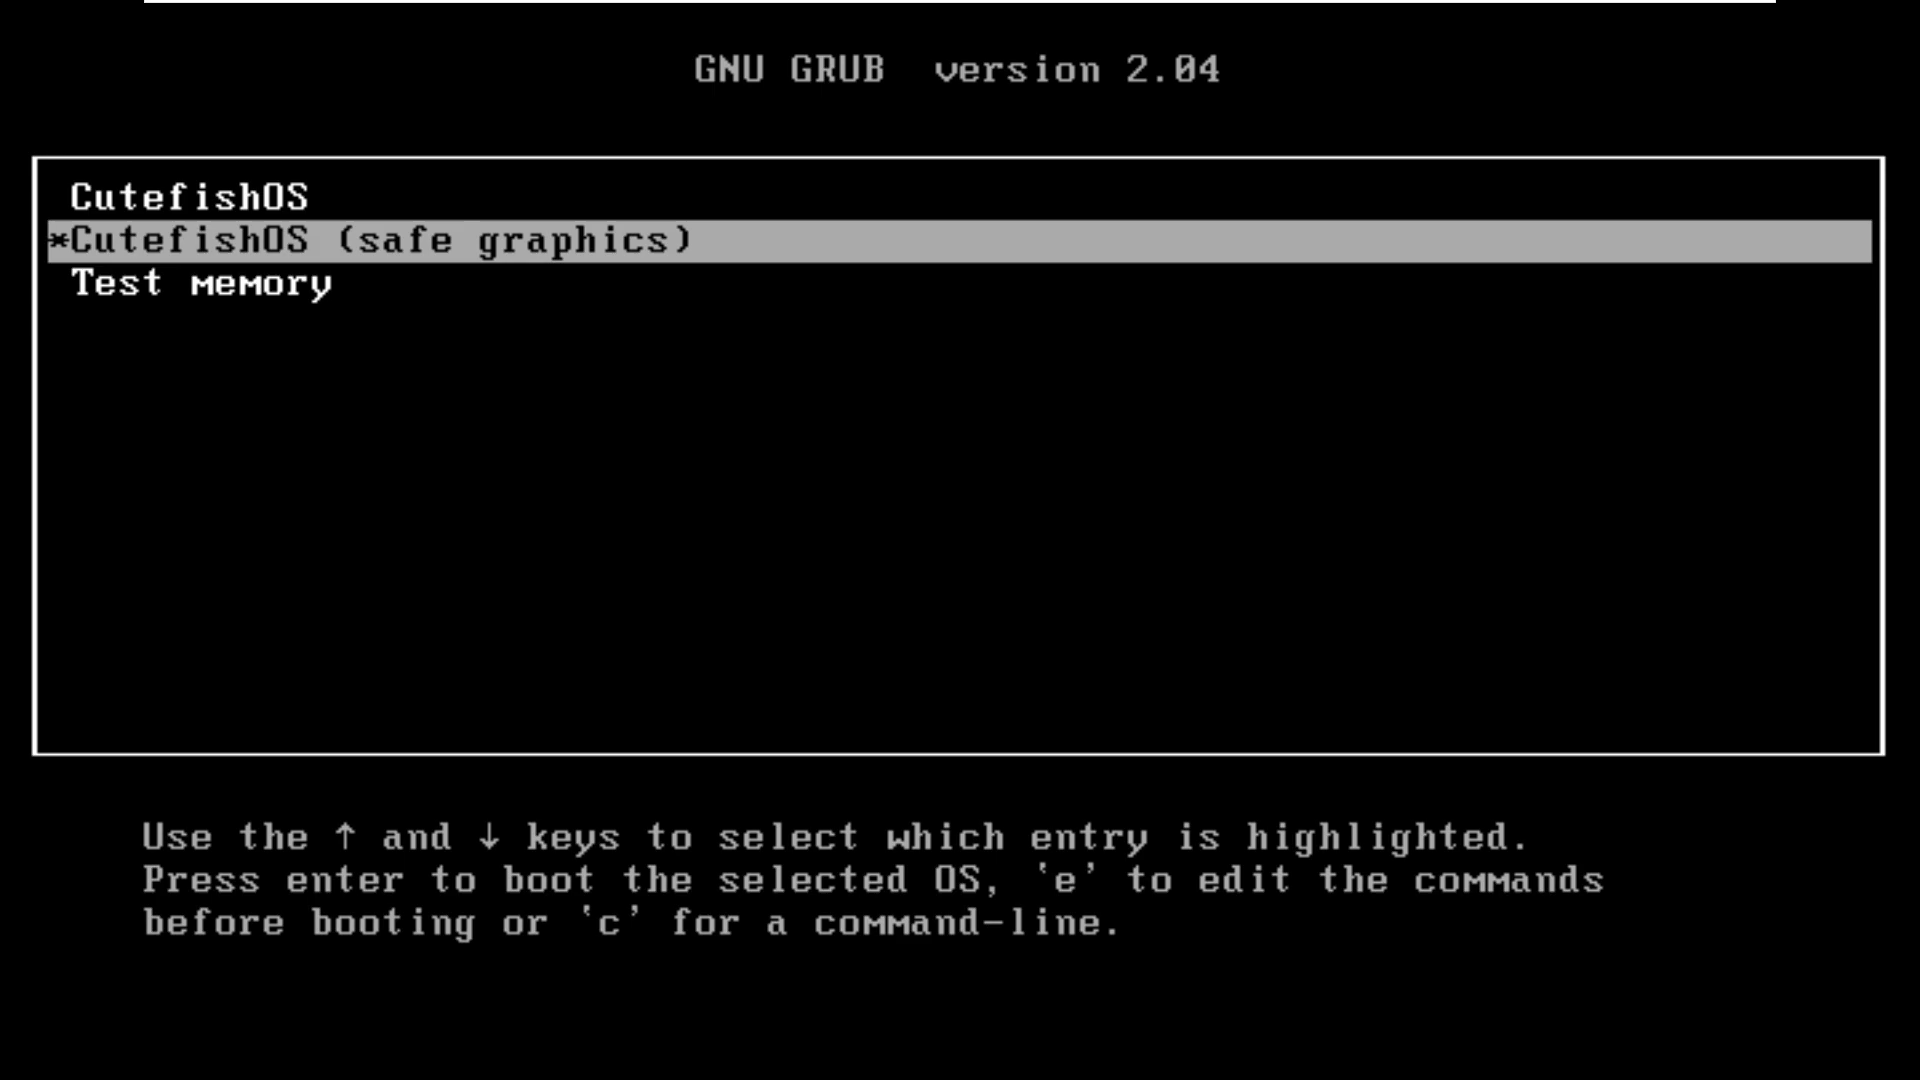 GNU GRUB  version 2.04
CutefishOS
*CutefishOS (safe graphics)
Test memory
Use the ↑ and ↓ keys to select which entry is highlighted.
Press enter to boot the selected OS, `e' to edit the commands
before booting or `c' for a command-line.